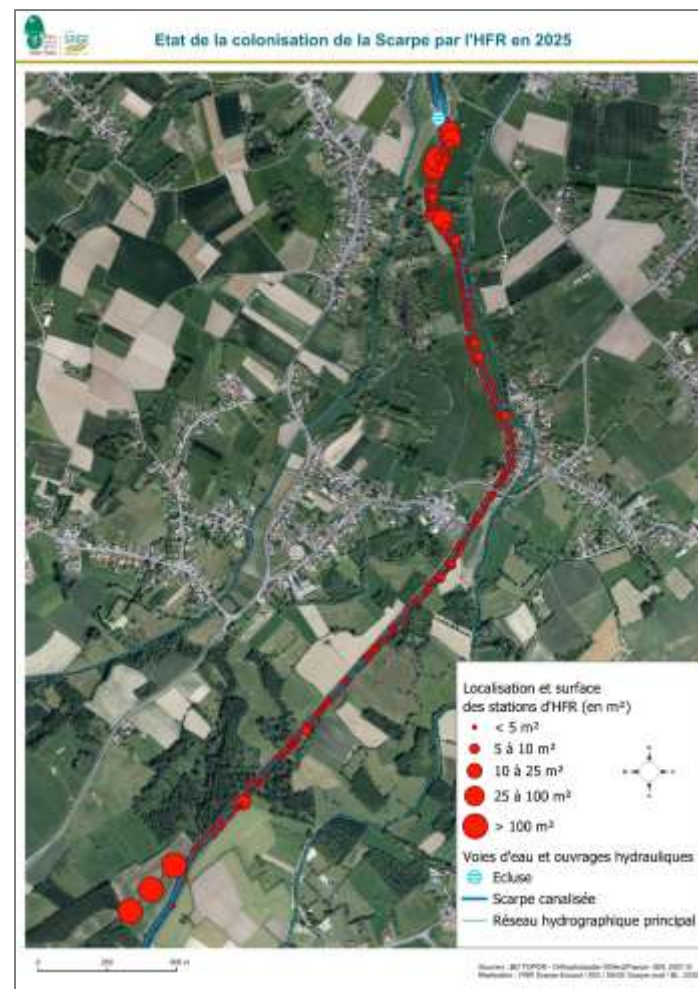 SAGE
Etat de la colonisation de la Scarpe par l'HFR en 2025
Localisation et surface
des stations d'HFR (en m²)
< 5 m²
5 à 10 m²
10 à 25 m²
25 à 100 m²
> 100 m²
Voies d'eau et ouvrages hydrauliques
Ecluse
Scarpe canalisée
Réseau hydrographique principal
0